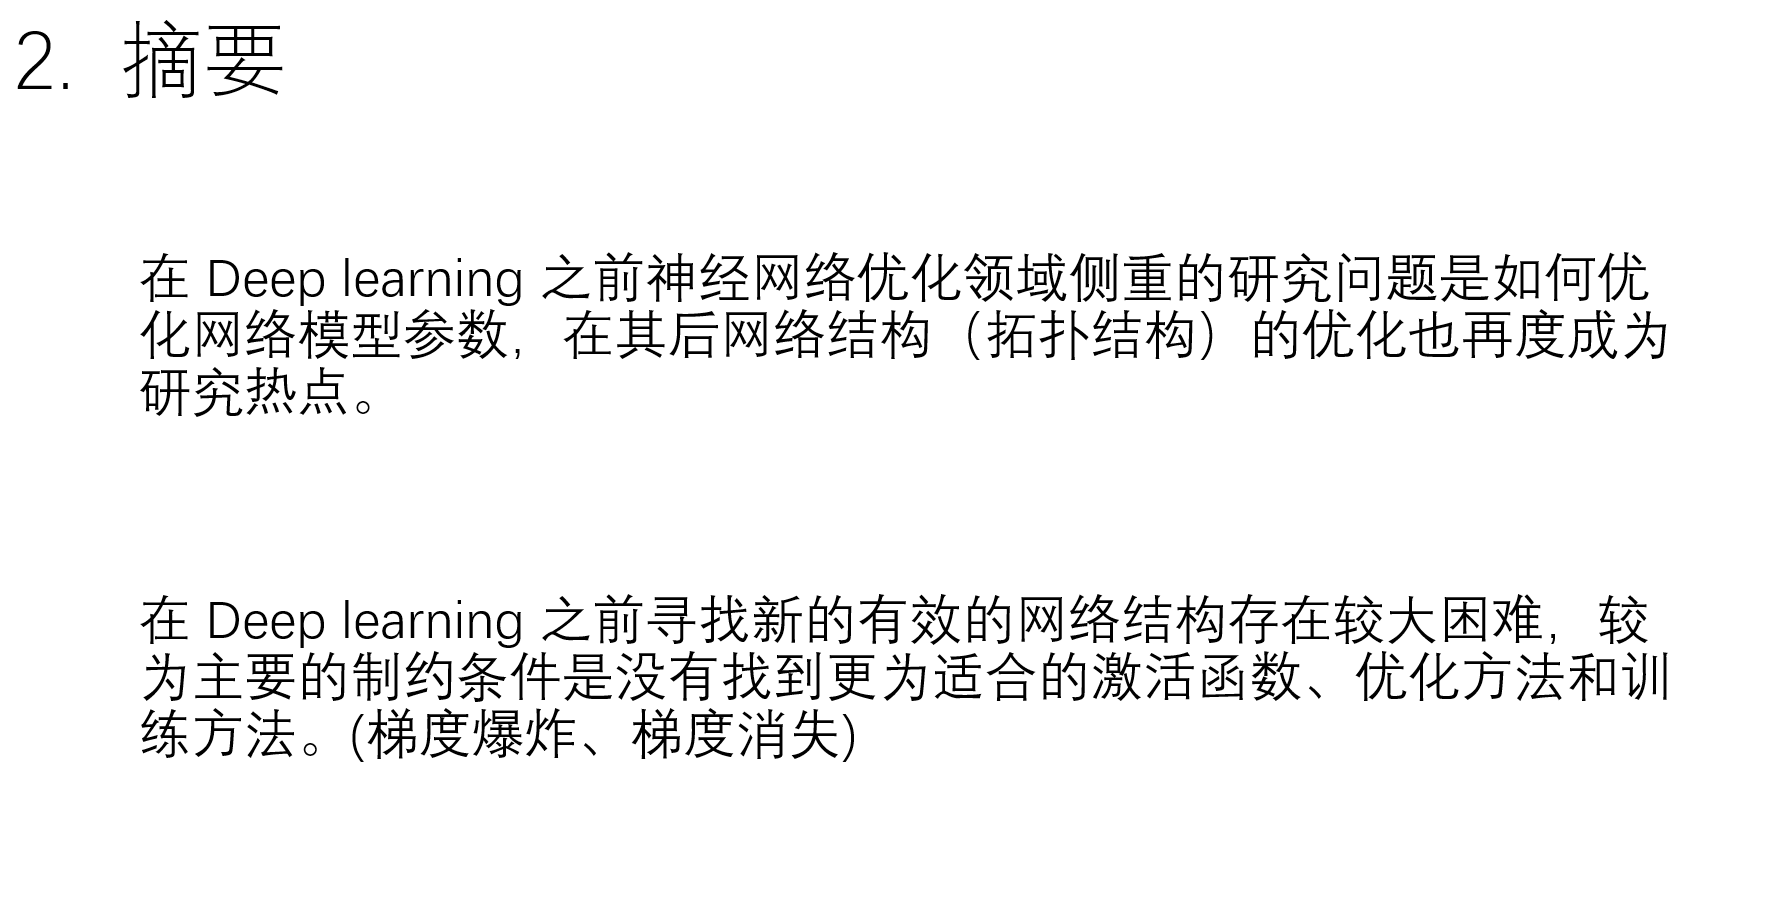 2. 摘要
在 Deep learning 之前神经网络优化领域侧重的研究问题是如何优
化网络模型参数，在其后网络结构（拓扑结构）的优化也再度成为
研究热点。
在 Deep learning 之前寻找新的有效的网络结构存在较大困难，较
为主要的制约条件是没有找到更为适合的激活函数、优化方法和训
练方法。(梯度爆炸、梯度消失)